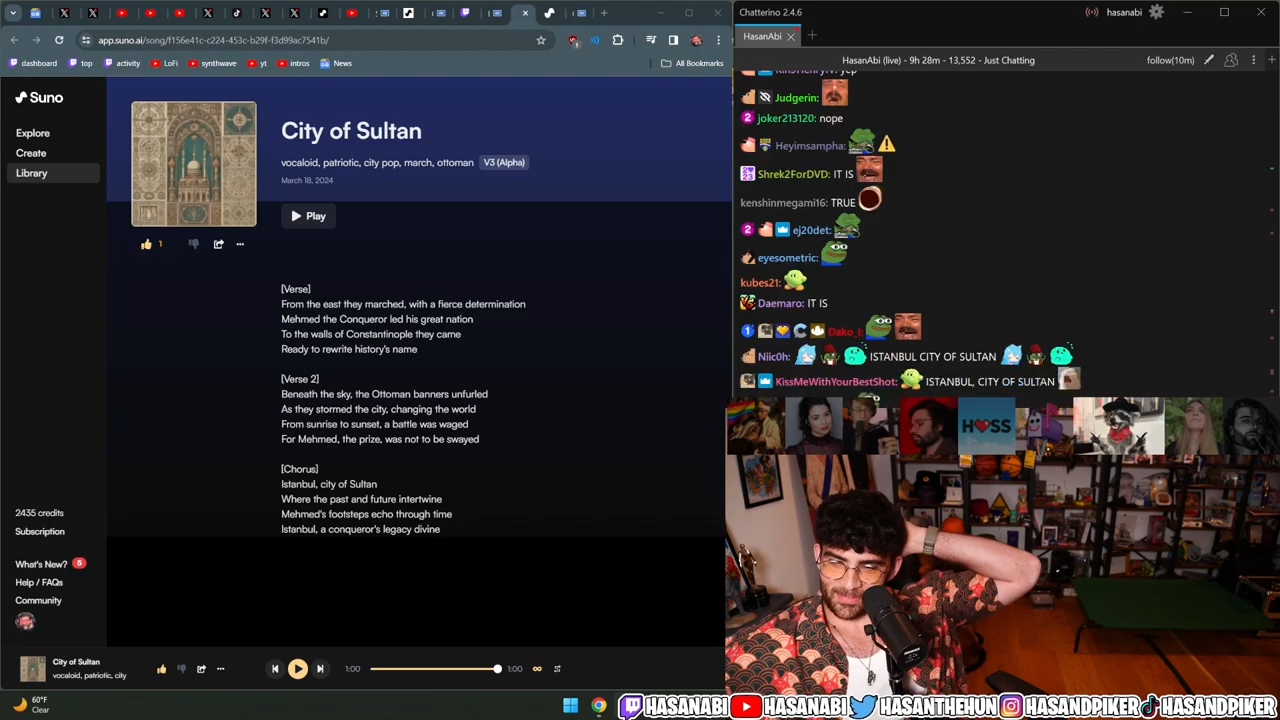 app.suno.ai/song/f156e41c-c224-453c-b29f-f3d99ac7541b/
dashboard
top
activity
LoFi
synthwave
yt
intros
News
All Bookmarks
Suno
Explore
Create
Library
2435 credits
Subscription
What's New? 6
Help / FAQs
Community
City of Sultan
vocaloid, patriotic, city pop, march, ottoman V3 (Alpha)
March 18, 2024
Play
1
[Verse]
From the east they marched, with a fierce determination
Mehmed the Conqueror led his great nation
To the walls of Constantinople they came
Ready to rewrite history's name
[Verse 2]
Beneath the sky, the Ottoman banners unfurled
As they stormed the city, changing the world
From sunrise to sunset, a battle was waged
For Mehmed, the prize, was not to be swayed
[Chorus]
Istanbul, city of Sultan
Where the past and future intertwine
Mehmed's footsteps echo through time
Istanbul, a conqueror's legacy divine
City of Sultan
vocaloid, patriotic, city
1:00
1:00
60°F
Clear
Chatterino 2.4.6
hasanabi
HasanAbi
HasanAbi (live) - 9h 28m - 13,552 - Just Chatting
follow(10m)
yep
Judgerin:
joker213120: nope
Heyimsampha:
Shrek2ForDVD: IT IS
kenshinmegami16: TRUE
ej20det:
eyesometric:
kubes21:
Daemaro: IT IS
Dako_I:
Niic0h: ISTANBUL CITY OF SULTAN
KissMeWithYourBestShot: ISTANBUL, CITY OF SULTAN
HASANABI HASANABI HASANTHEHUN HASANDPIKER HASANDPIKER